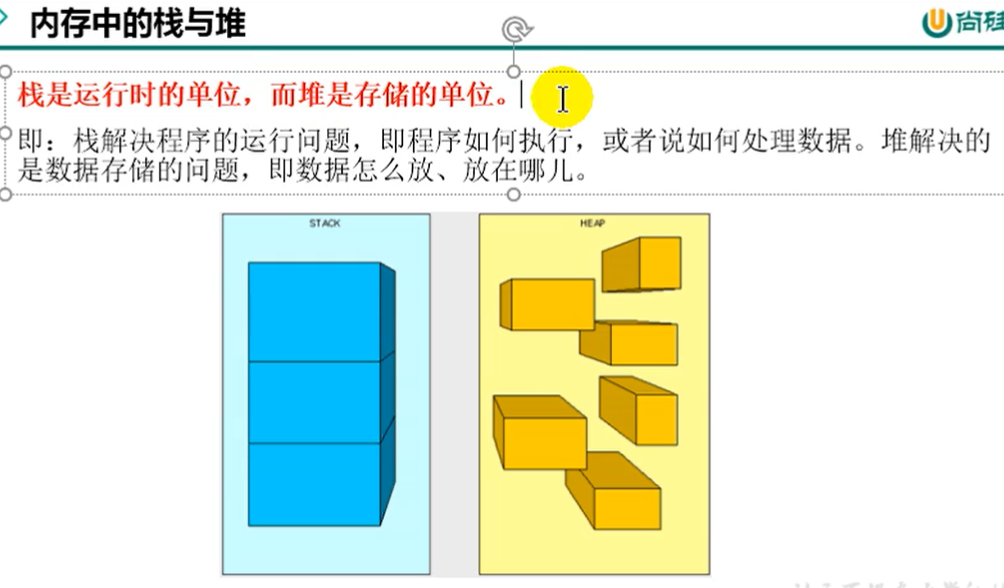 内存中的栈与堆
尚硅
栈是运行时的单位，而堆是存储的单位。
即：栈解决程序的运行问题，即程序如何执行，或者说如何处理数据。堆解决的
是数据存储的问题，即数据怎么放、放在哪儿。
STACK
HEAP